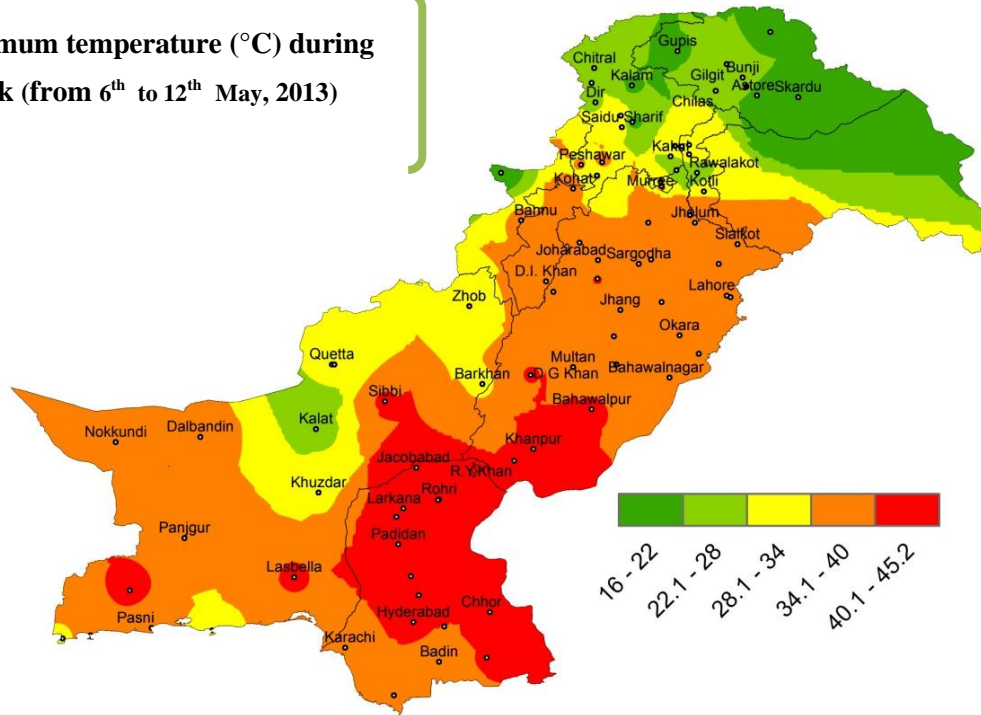 mum temperature (°C) during
k (from 6th to 12th May, 2013)
Gupis
Chitral
Bunji
Kalam
Gilgit
Astore
Skardu
Dir
Chilas
Saidu Sharif
Peshawar
Rawalakot
Kohat
Murree
Kotli
Bannu
Jhelum
Sialkot
Joharabad
Sargodha
D.I. Khan
Lahore
Zhob
Jhang
Okara
Quetta
Multan
Barkhan
D G Khan
Bahawalnagar
Sibbi
Bahawalpur
Kalat
Dalbandin
Nokkundi
Khanpur
Jacobabad
R.Y.Khan
Khuzdar
Rohri
Larkana
Panjgur
Padidan
Lasbella
Pasni
Hyderabad
Chhor
Karachi
Badin
16 - 22
22.1 - 28
28.1 - 34
34.1 - 40
40.1 - 45.2